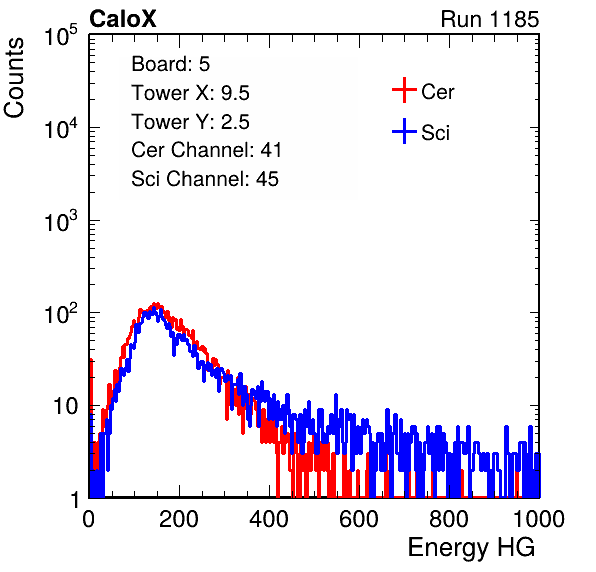 CaloX Run 1185
Counts
Board: 5
Tower X: 9.5
Tower Y: 2.5
Cer Channel: 41
Sci Channel: 45
Cer
Sci
10^5
10^4
10^3
10^2
10
1
0 200 400 600 800 1000
Energy HG